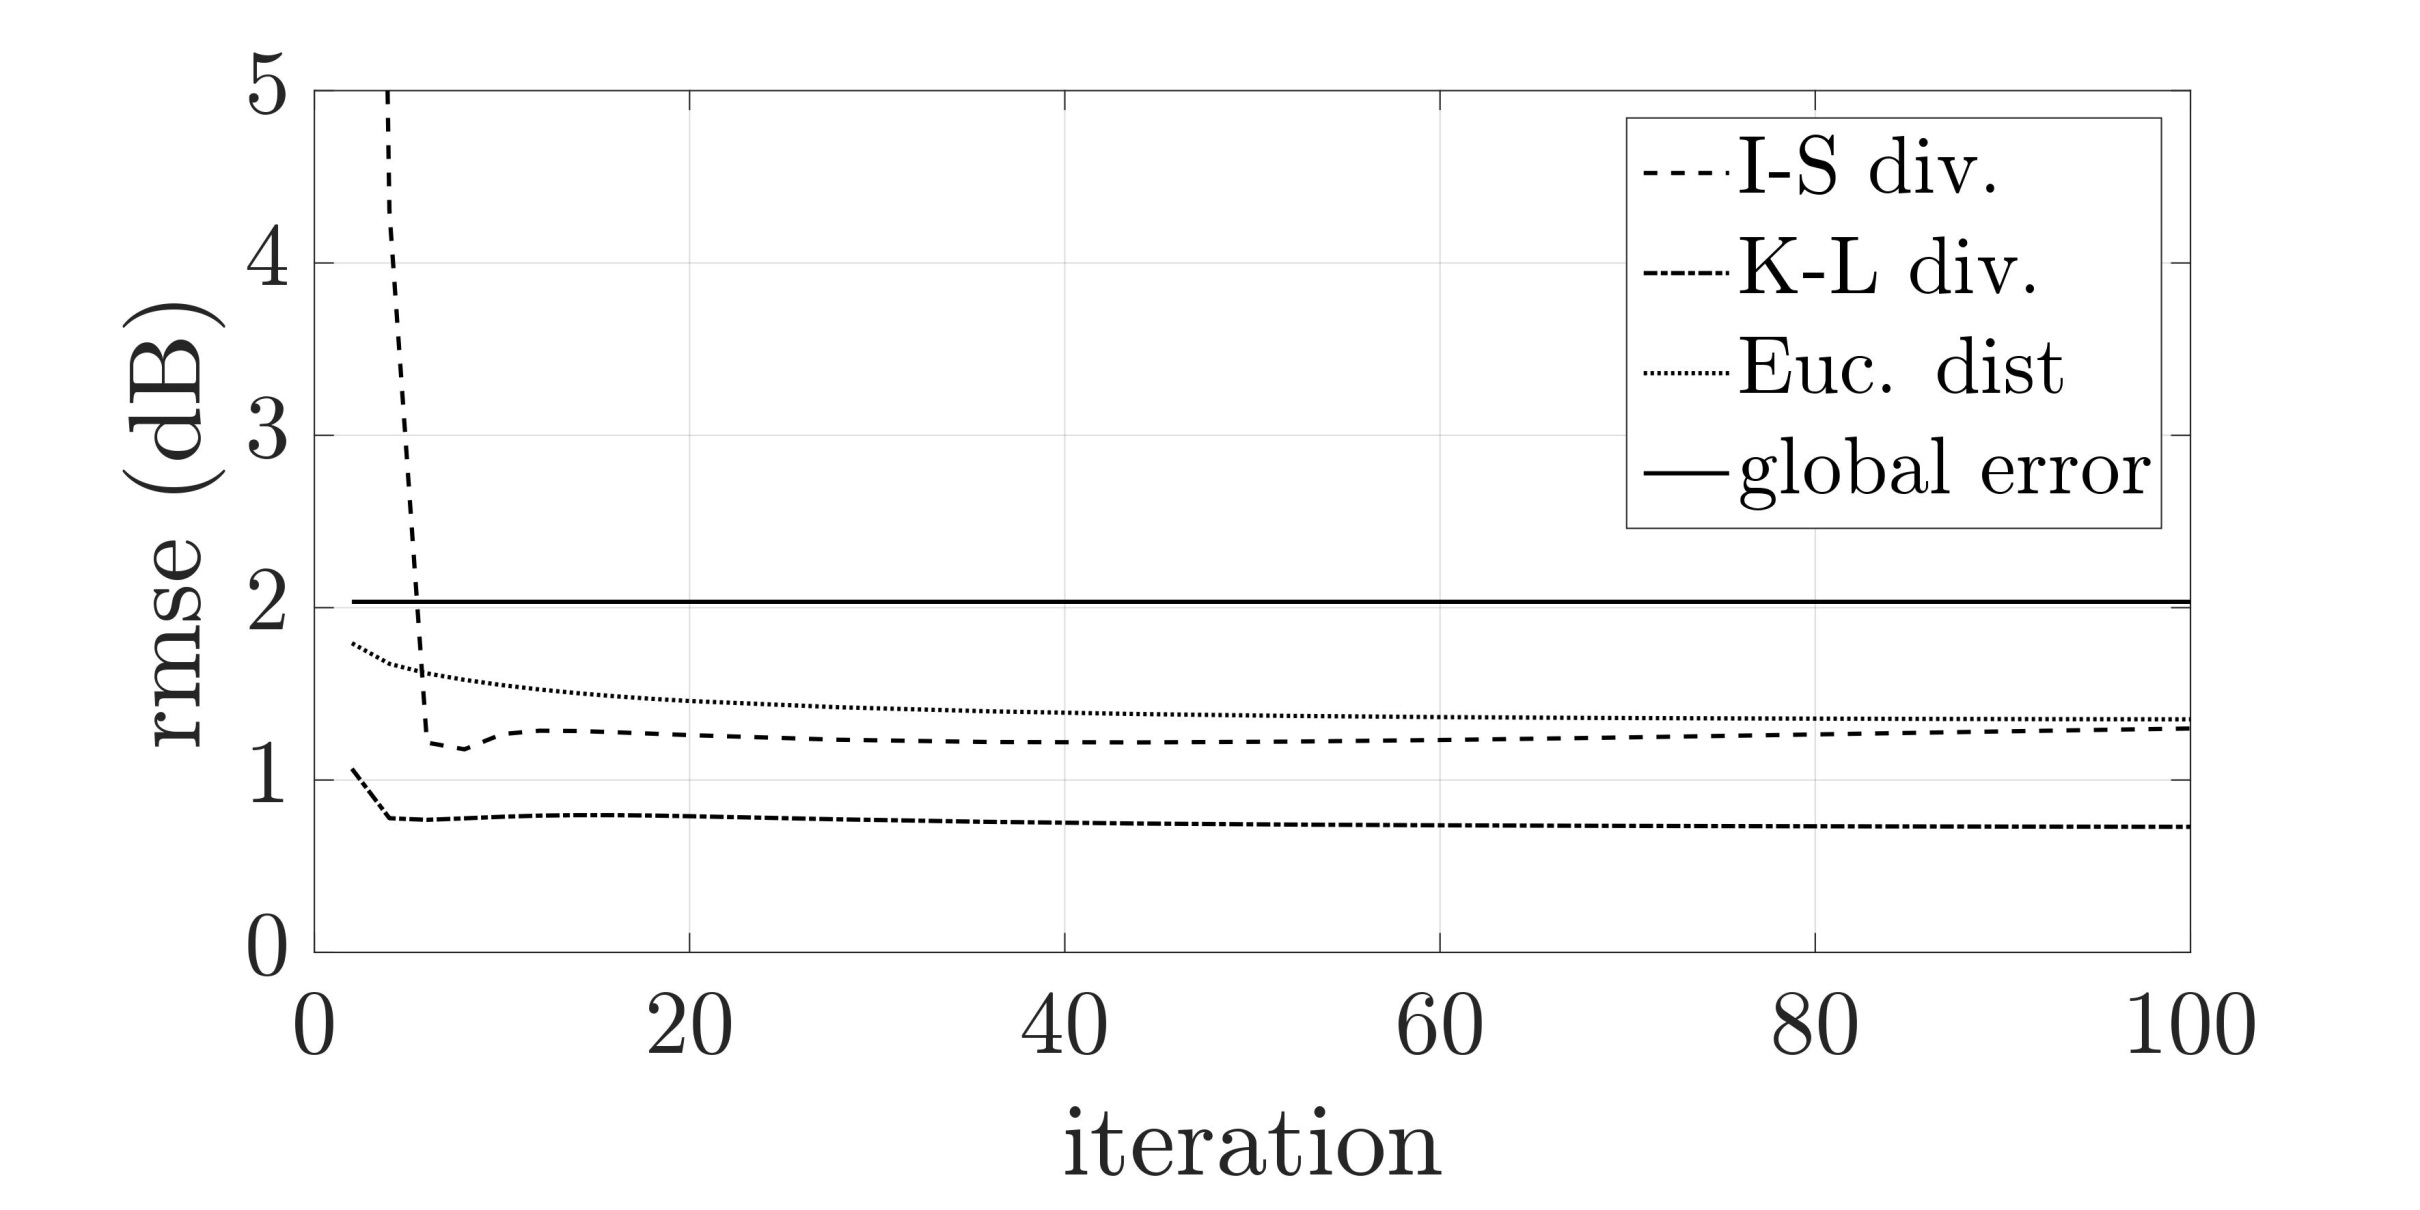 rmse (dB)
5
4
3
2
1
0
I-S div.
K-L div.
Euc. dist
global error
0 20 40 60 80 100
iteration